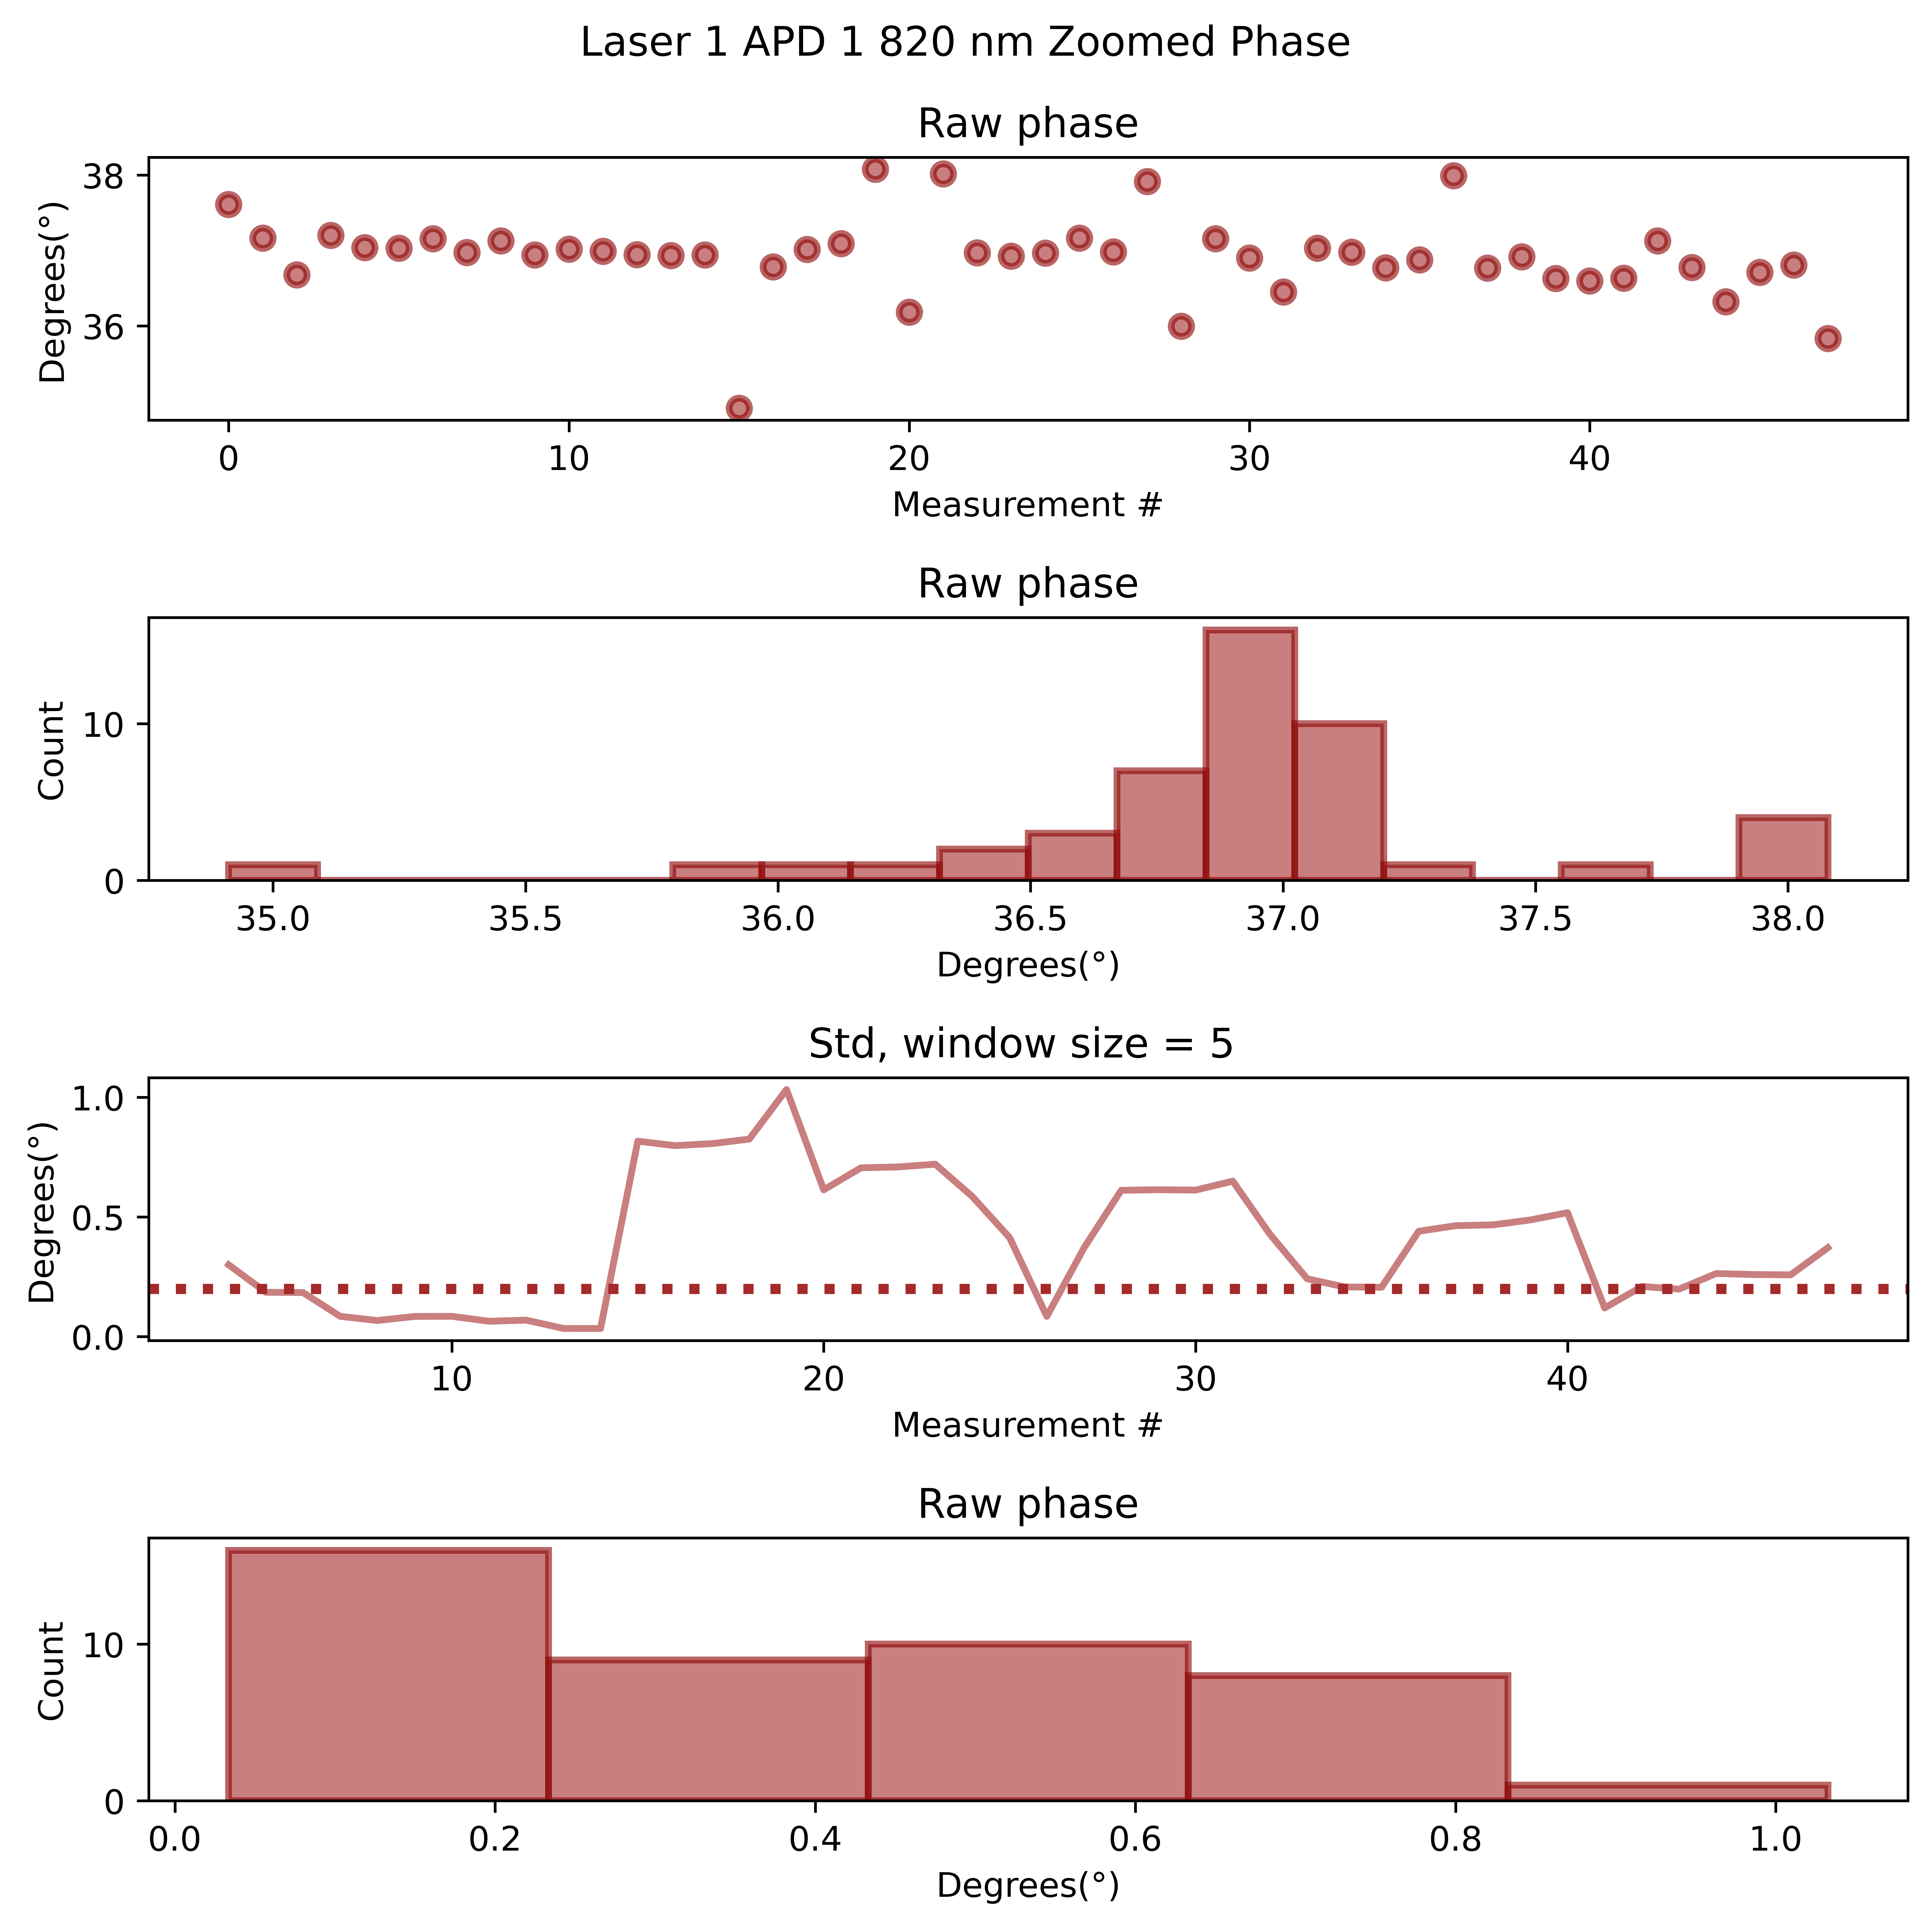 Laser 1 APD 1 820 nm Zoomed Phase
Raw phase
Degrees(°)
38
36
0 10 20 30 40
Measurement #
Raw phase
Count
10
0
35.0 35.5 36.0 36.5 37.0 37.5 38.0
Degrees(°)
Std, window size = 5
Degrees(°)
1.0
0.5
0.0
10 20 30 40
Measurement #
Raw phase
Count
10
0
0.0 0.2 0.4 0.6 0.8 1.0
Degrees(°)